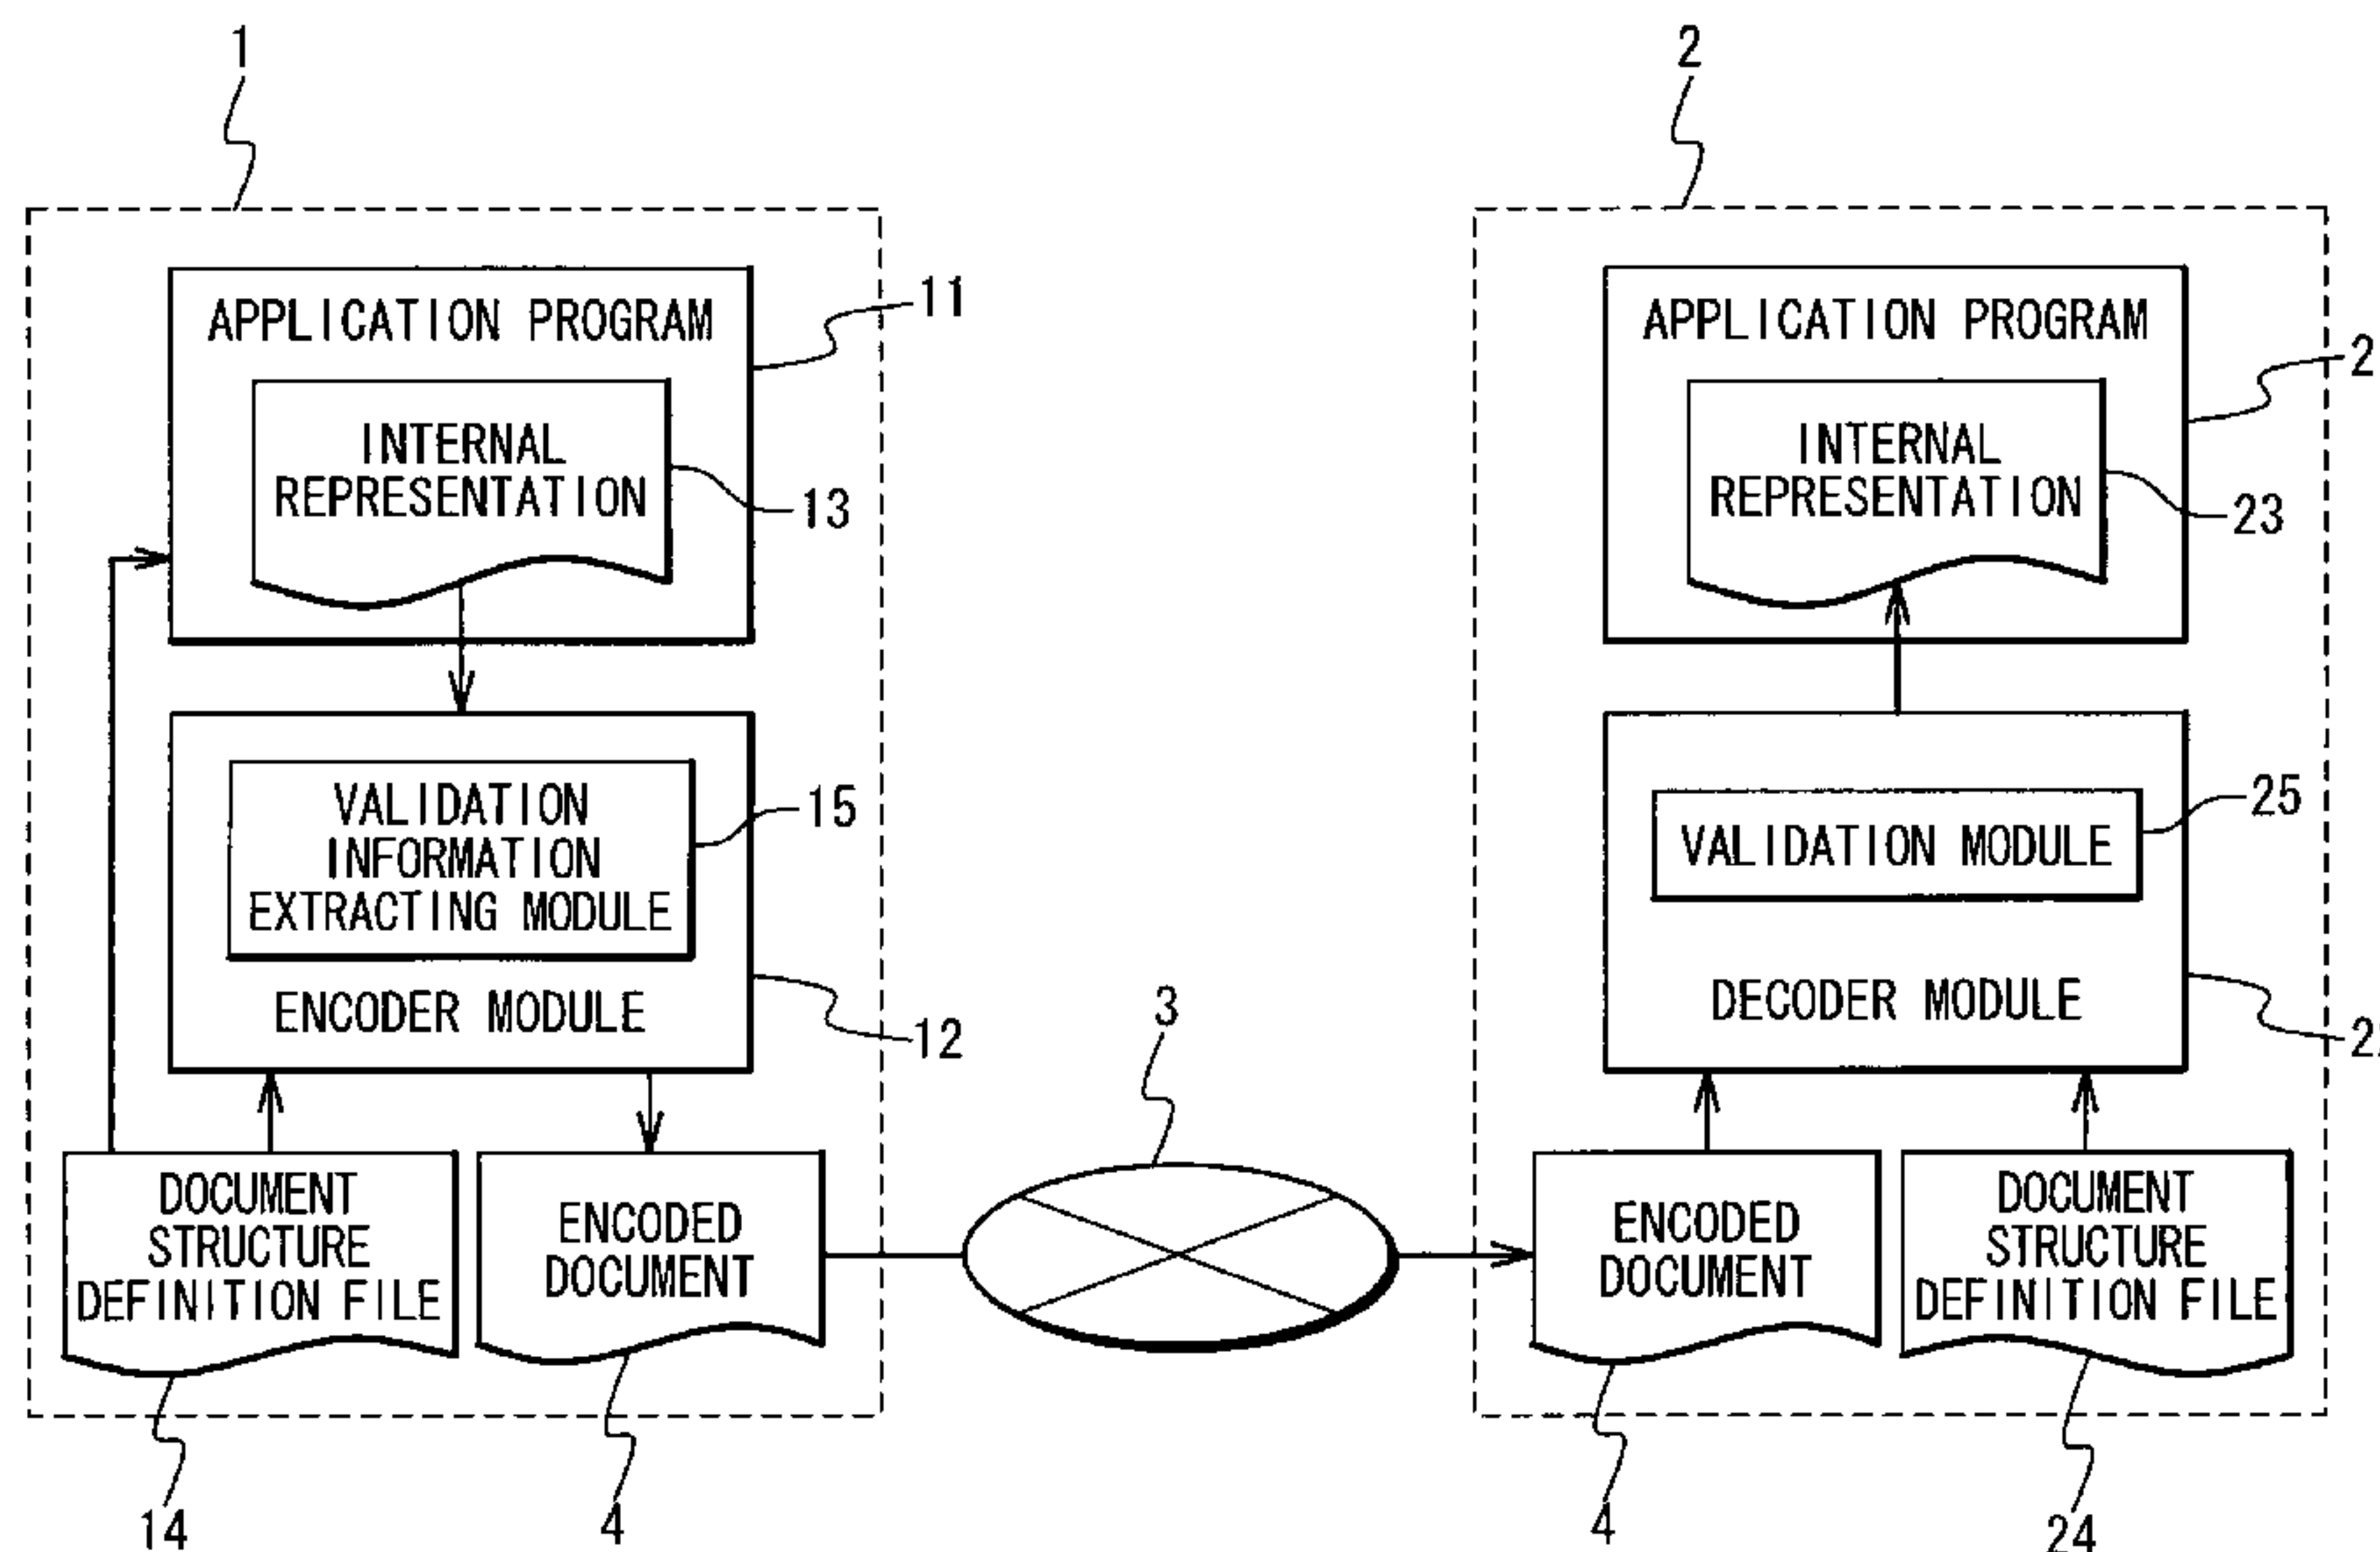 1
2
APPLICATION PROGRAM
11
INTERNAL
REPRESENTATION
13
VALIDATION
INFORMATION
EXTRACTING MODULE
15
ENCODER MODULE
12
DOCUMENT
STRUCTURE
DEFINITION FILE
14
ENCODED
DOCUMENT
4
3
APPLICATION PROGRAM
INTERNAL
REPRESENTATION
23
VALIDATION MODULE
25
DECODER MODULE
ENCODED
DOCUMENT
4
DOCUMENT
STRUCTURE
DEFINITION FILE
24